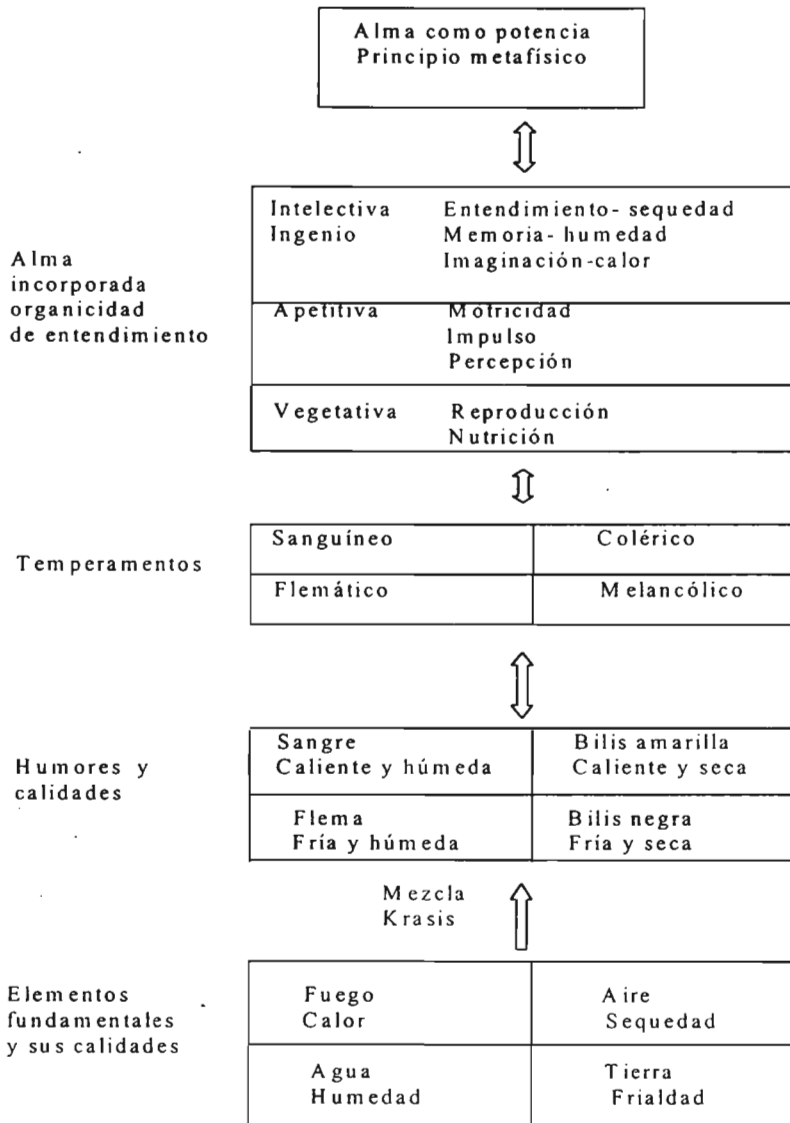 Alma como potencia
Principio metafísico
Alma
incorporada
organicidad
de entendimiento
Intelectiva Entendimiento- sequedad
Ingenio Memoria- humedad
Imaginación-calor
Apetitiva Motricidad
Impulso
Percepción
Vegetativa Reproducción
Nutrición
Temperamentos
Sanguíneo Colérico
Flemático Melancólico
Humores y
calidades
Sangre Bilis amarilla
Caliente y húmeda Caliente y seca
Flema Bilis negra
Fría y húmeda Fría y seca
Mezcla
Krasis
Elementos
fundamentales
y sus calidades
Fuego Aire
Calor Sequedad
Agua Tierra
Humedad Frialdad